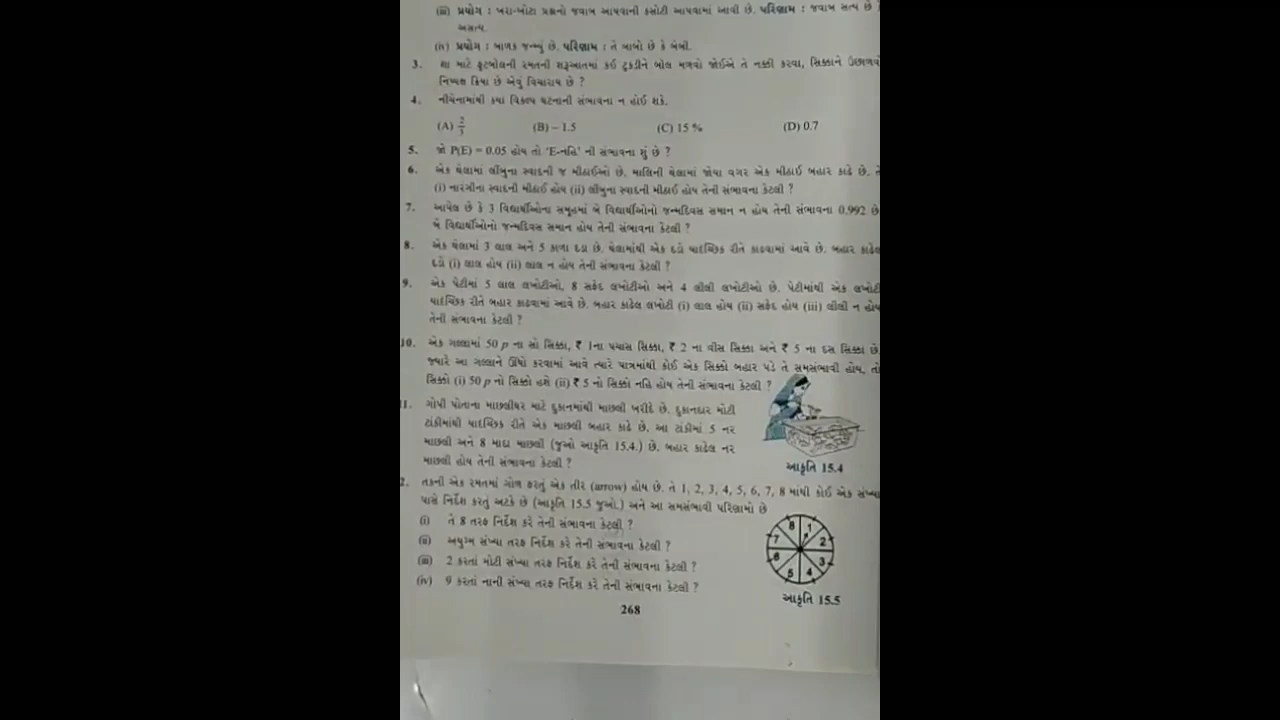 (iii) પ્રયોગ : ખરા-ખોટા પ્રશ્નનો જવાબ આપવાની કસોટી આપવામાં આવી છે. પરિણામ : જવાબ સત્ય છે કે
અસત્ય.
(iv) પ્રયોગ : બાળક જન્મ્યું છે. પરિણામ : તે બાબો છે કે બેબી.
3. શા માટે ફૂટબોલની રમતની શરૂઆતમાં કઈ ટુકડીને બોલ મળવો જોઈએ તે નક્કી કરવા, સિક્કાને ઉછાળવો
નિષ્પક્ષ ક્રિયા છે એવું વિચારાય છે ?
4. નીચેનામાંથી કયા વિકલ્પ ઘટનાની સંભાવના ન હોઈ શકે.
(A) 2/3 (B) – 1.5 (C) 15 % (D) 0.7
5. જો P(E) = 0.05 હોય તો 'E-નહિ' ની સંભાવના શું છે ?
6. એક થેલામાં લીંબુના સ્વાદની જ મીઠાઈઓ છે. માલિની થેલામાં જોયા વગર એક મીઠાઈ બહાર કાઢે છે. તે
(i) નારંગીના સ્વાદની મીઠાઈ હોય (ii) લીંબુના સ્વાદની મીઠાઈ હોય તેની સંભાવના કેટલી ?
7. આપેલ છે કે 3 વિદ્યાર્થીઓના સમૂહમાં બે વિદ્યાર્થીઓનો જન્મદિવસ સમાન ન હોય તેની સંભાવના 0.992 છે
બે વિદ્યાર્થીઓનો જન્મદિવસ સમાન હોય તેની સંભાવના કેટલી ?
8. એક થેલામાં 3 લાલ અને 5 કાળા દડા છે. થેલામાંથી એક દડો યાદચ્છિક રીતે કાઢવામાં આવે છે. બહાર કાઢેલ
દડો (i) લાલ હોય (ii) લાલ ન હોય તેની સંભાવના કેટલી ?
9. એક પેટીમાં 5 લાલ લખોટીઓ, 8 સફેદ લખોટીઓ અને 4 લીલી લખોટીઓ છે. પેટીમાંથી એક લખોટી
યાદચ્છિક રીતે બહાર કાઢવામાં આવે છે. બહાર કાઢેલ લખોટી (i) લાલ હોય (ii) સફેદ હોય (iii) લીલી ન હોય
તેની સંભાવના કેટલી ?
10. એક ગલ્લામાં 50 p ના સો સિક્કા, ₹ 1ના પચાસ સિક્કા, ₹ 2 ના વીસ સિક્કા અને ₹ 5 ના દસ સિક્કા છે.
જ્યારે આ ગલ્લાને ઊંધો કરવામાં આવે ત્યારે પાત્રમાંથી કોઈ એક સિક્કો બહાર પડે તે સમસંભાવી હોય, તો
સિક્કો (i) 50 p નો સિક્કો હશે (ii) ₹ 5 નો સિક્કો નહિ હોય તેની સંભાવના કેટલી ?
11. ગોપી પોતાના માછલીઘર માટે દુકાનમાંથી માછલી ખરીદે છે. દુકાનદાર મોટી
ટાંકીમાંથી યાદચ્છિક રીતે એક માછલી બહાર કાઢે છે. આ ટાંકીમાં 5 નર
માછલી અને 8 માદા માછલી (જુઓ આકૃતિ 15.4.) છે. બહાર કાઢેલ નર
માછલી હોય તેની સંભાવના કેટલી ?
આકૃતિ 15.4
2. તકની એક રમતમાં ગોળ ફરતું એક તીર (arrow) હોય છે. તે 1, 2, 3, 4, 5, 6, 7, 8 માંથી કોઈ એક સંખ્યા
પાસે નિર્દેશ કરતું અટકે છે (આકૃતિ 15.5 જુઓ.) અને આ સમસંભાવી પરિણામો છે
(i) તે 8 તરફ નિર્દેશ કરે તેની સંભાવના કેટલી ?
(ii) અયુગ્મ સંખ્યા તરફ નિર્દેશ કરે તેની સંભાવના કેટલી ?
(iii) 2 કરતાં મોટી સંખ્યા તરફ નિર્દેશ કરે તેની સંભાવના કેટલી ?
(iv) 9 કરતાં નાની સંખ્યા તરફ નિર્દેશ કરે તેની સંભાવના કેટલી ?
8 1
7 2
6 3
5 4
આકૃતિ 15.5
268